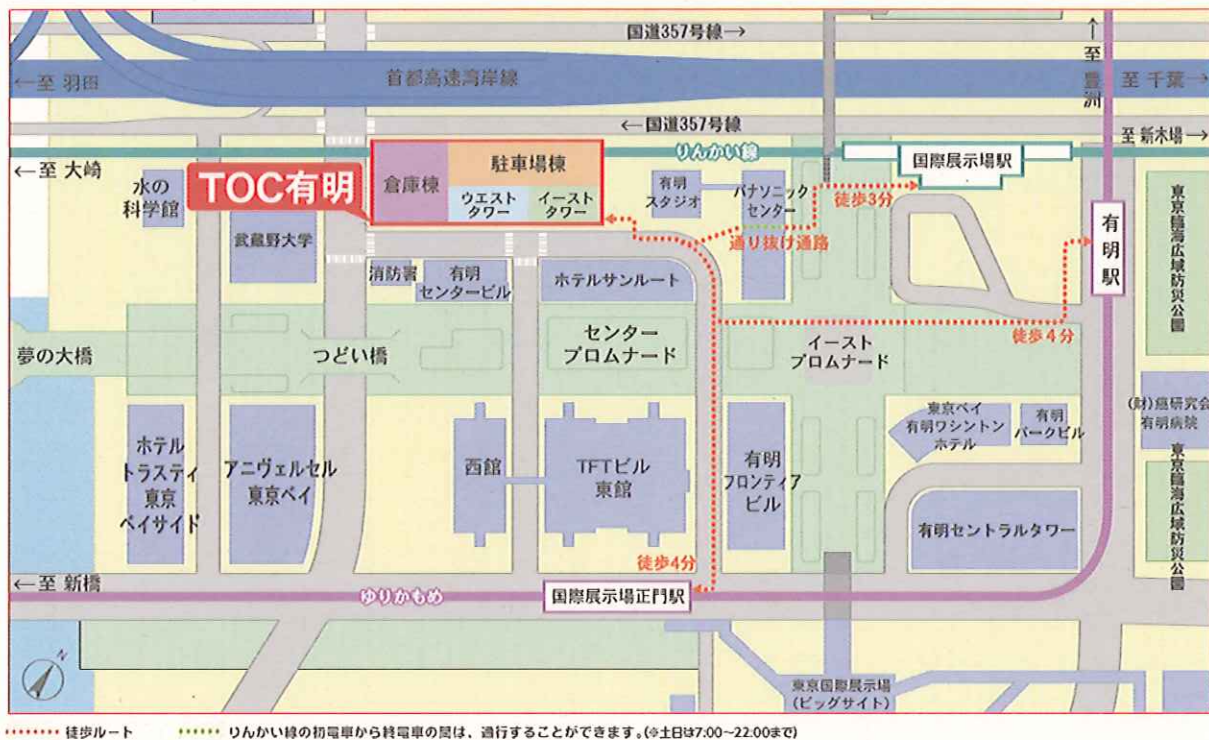 国道357号線→
←至 羽田
首都高速湾岸線
↑至 豊洲
至 千葉→
←国道357号線
至 新木場→
←至 大崎
りんかい線
国際展示場駅
TOC有明
倉庫棟
駐車場棟
ウエスト
タワー
イースト
タワー
水の
科学館
武蔵野大学
有明
スタジオ
パナソニック
センター
徒歩3分
通り抜け通路
有明駅
東京臨海広域防災公園
消防署
有明
センタービル
ホテルサンルート
徒歩4分
夢の大橋
つどい橋
センター
プロムナード
イースト
プロムナード
ホテル
トラスティ
東京
ベイサイド
アニヴェルセル
東京ベイ
西館
TFTビル
東館
有明
フロンティア
ビル
東京ベイ
有明ワシントン
ホテル
有明
パークビル
(財)癌研究会
有明病院
東京臨海広域防災公園
有明セントラルタワー
徒歩4分
←至 新橋
ゆりかもめ
国際展示場正門駅
N
東京国際展示場
(ビッグサイト)
徒歩ルート
りんかい線の初電車から終電車の間は、通行することができます。(※土日は7:00〜22:00まで)